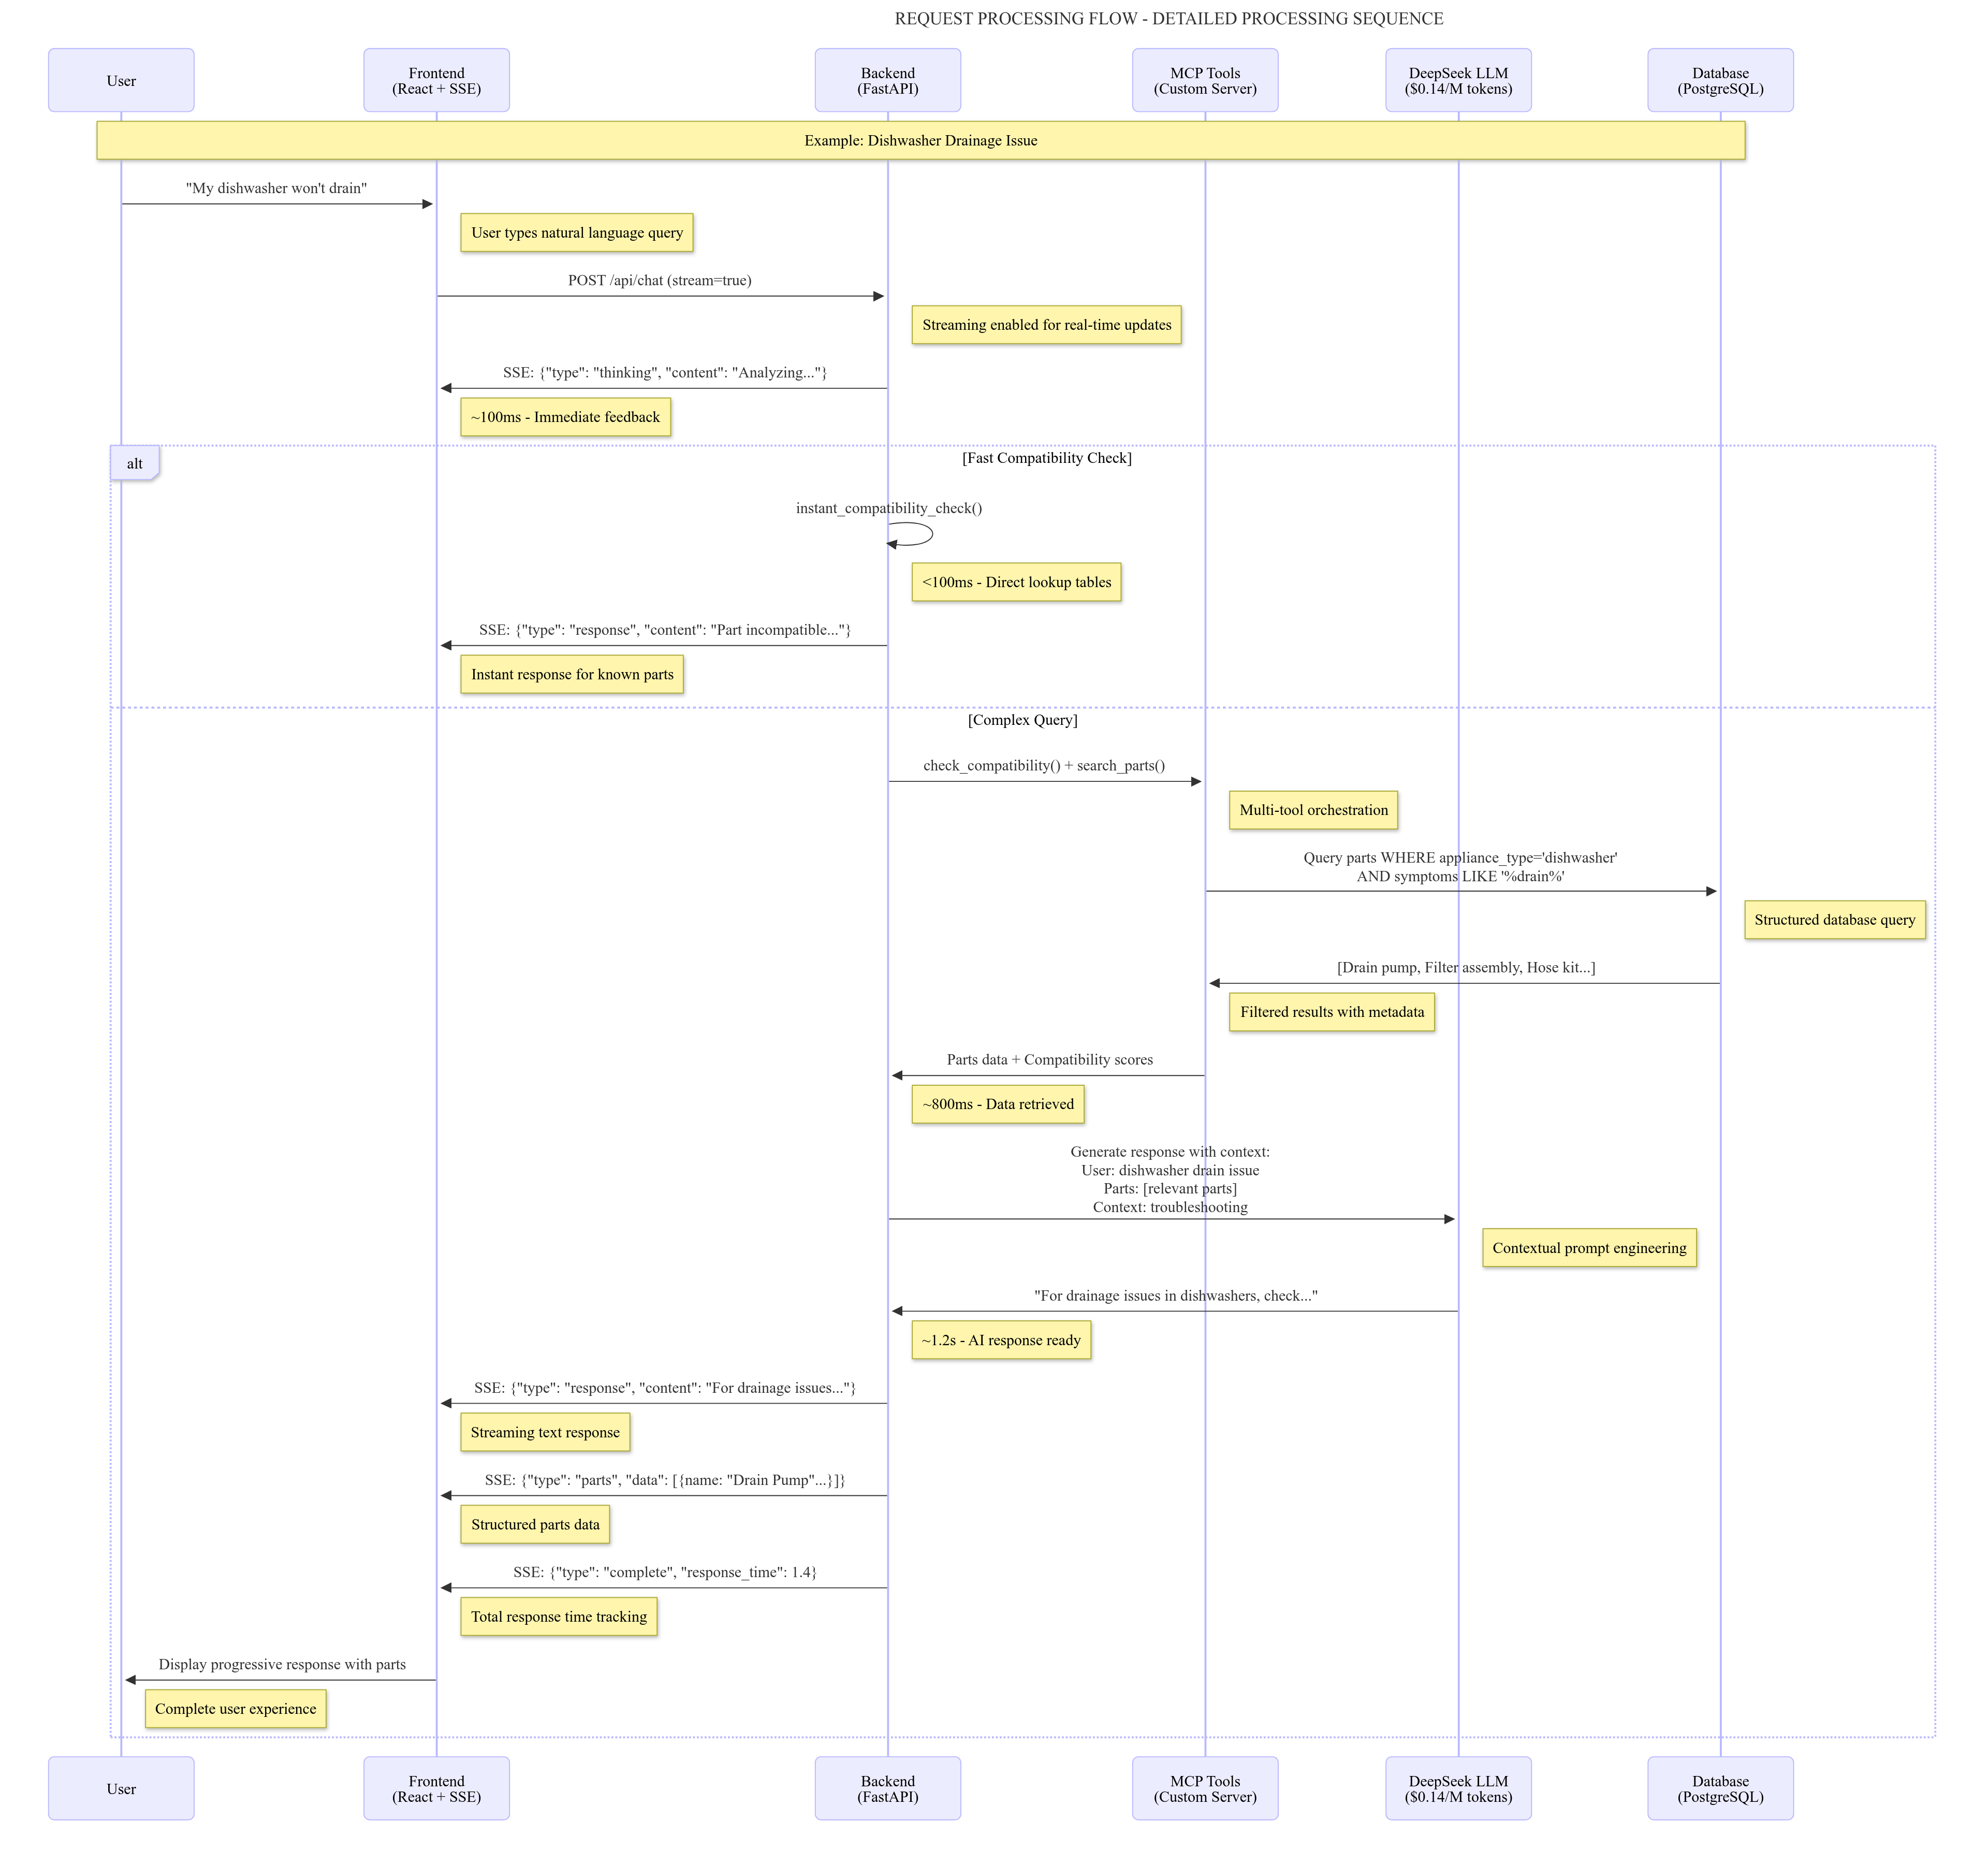 REQUEST PROCESSING FLOW - DETAILED PROCESSING SEQUENCE
User
Frontend
(React + SSE)
Backend
(FastAPI)
MCP Tools
(Custom Server)
DeepSeek LLM
($0.14/M tokens)
Database
(PostgreSQL)
Example: Dishwasher Drainage Issue
"My dishwasher won't drain"
User types natural language query
POST /api/chat (stream=true)
Streaming enabled for real-time updates
SSE: {"type": "thinking", "content": "Analyzing..."}
~100ms - Immediate feedback
alt
[Fast Compatibility Check]
instant_compatibility_check()
<100ms - Direct lookup tables
SSE: {"type": "response", "content": "Part incompatible..."}
Instant response for known parts
[Complex Query]
check_compatibility() + search_parts()
Multi-tool orchestration
Query parts WHERE appliance_type='dishwasher'
AND symptoms LIKE '%drain%'
Structured database query
[Drain pump, Filter assembly, Hose kit...]
Filtered results with metadata
Parts data + Compatibility scores
~800ms - Data retrieved
Generate response with context:
User: dishwasher drain issue
Parts: [relevant parts]
Context: troubleshooting
Contextual prompt engineering
"For drainage issues in dishwashers, check..."
~1.2s - AI response ready
SSE: {"type": "response", "content": "For drainage issues..."}
Streaming text response
SSE: {"type": "parts", "data": [{name: "Drain Pump"...}]}
Structured parts data
SSE: {"type": "complete", "response_time": 1.4}
Total response time tracking
Display progressive response with parts
Complete user experience
User
Frontend
(React + SSE)
Backend
(FastAPI)
MCP Tools
(Custom Server)
DeepSeek LLM
($0.14/M tokens)
Database
(PostgreSQL)